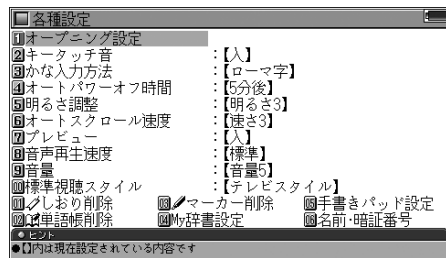 各種設定
1オープニング設定
2キータッチ音 :【入】
3かな入力方法 :【ローマ字】
4オートパワーオフ時間 :【5分後】
5明るさ調整 :【明るさ3】
6オートスクロール速度 :【速さ3】
7プレビュー :【入】
8音声再生速度 :【標準】
9音量 :【音量5】
00標準視聴スタイル :【テレビスタイル】
01しおり削除 03マーカー削除 05手書きパッド設定
02単語帳削除 04My辞書設定 06名前・暗証番号
●ヒント
●【】内は現在設定されている内容です